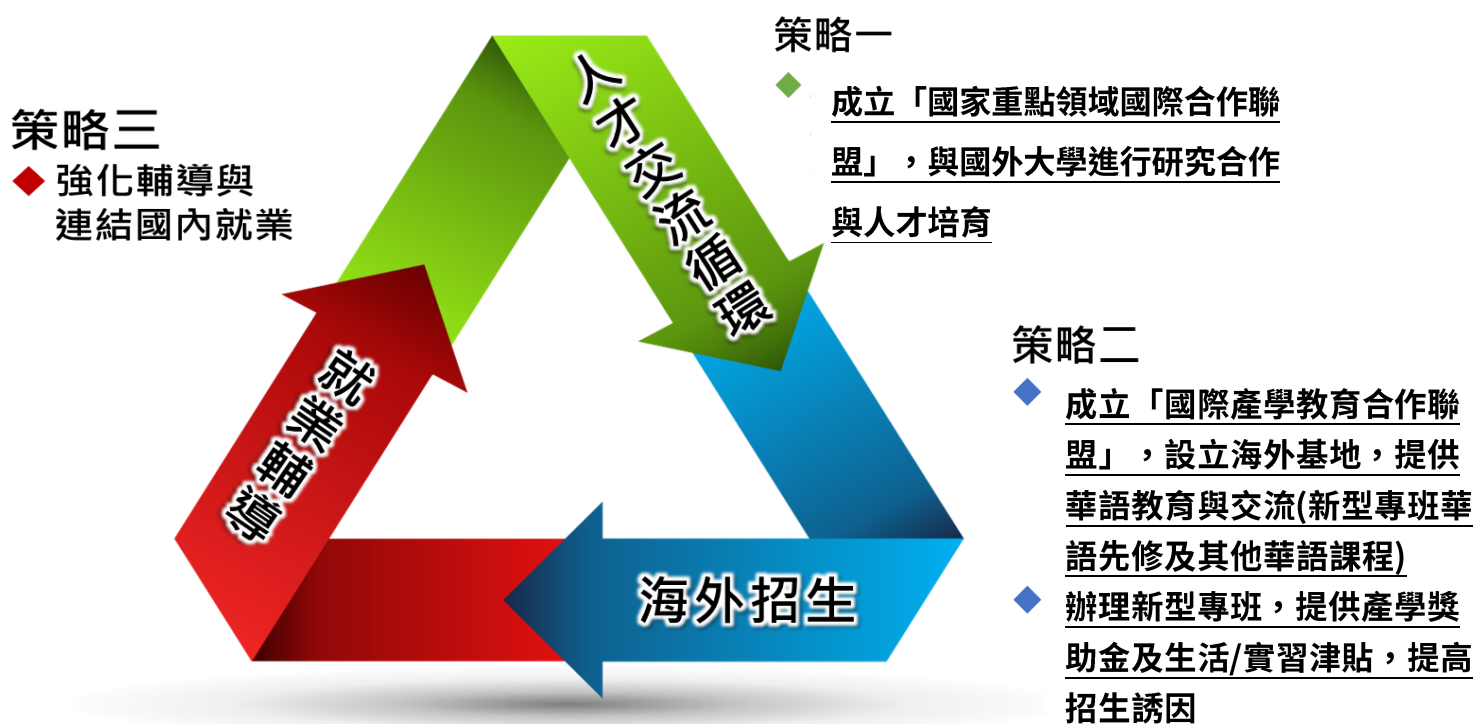 策略一
成立「國家重點領域國際合作聯
盟」，與國外大學進行研究合作
與人才培育
策略三
強化輔導與
連結國內就業
人才交流循環
就業輔導
海外招生
策略二
成立「國際產學教育合作聯
盟」，設立海外基地，提供
華語教育與交流(新型專班華
語先修及其他華語課程)
辦理新型專班，提供產學獎
助金及生活/實習津貼，提高
招生誘因